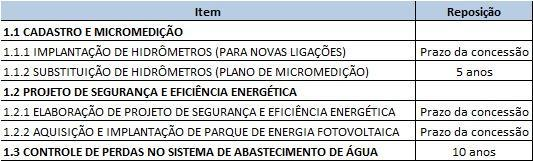 Item Reposição
1.1 CADASTRO E MICROMEDIÇÃO
1.1.1 IMPLANTAÇÃO DE HIDRÔMETROS (PARA NOVAS LIGAÇÕES) Prazo da concessão
1.1.2 SUBSTITUIÇÃO DE HIDRÔMETROS (PLANO DE MICROMEDIÇÃO) 5 anos
1.2 PROJETO DE SEGURANÇA E EFICIÊNCIA ENERGÉTICA
1.2.1 ELABORAÇÃO DE PROJETO DE SEGURANÇA E EFICIÊNCIA ENERGÉTICA Prazo da concessão
1.2.2 AQUISIÇÃO E IMPLANTAÇÃO DE PARQUE DE ENERGIA FOTOVOLTAICA Prazo da concessão
1.3 CONTROLE DE PERDAS NO SISTEMA DE ABASTECIMENTO DE ÁGUA 10 anos